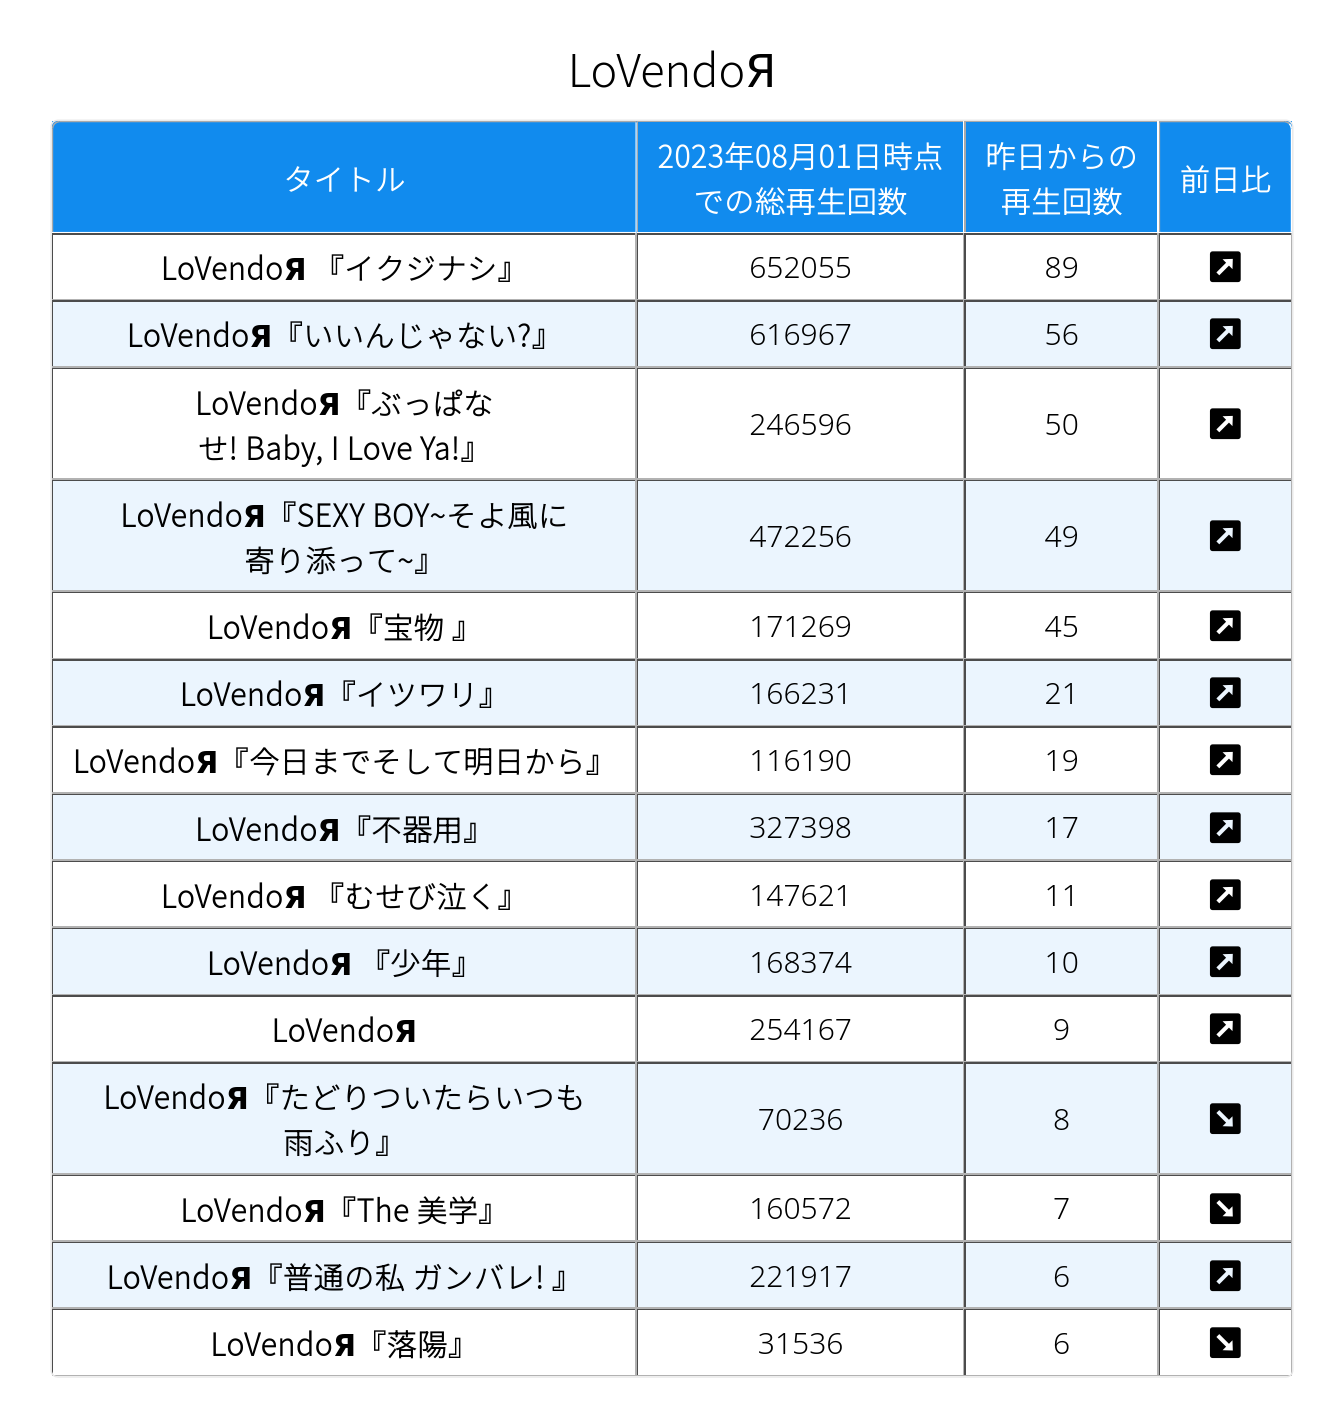 LoVendoЯ
タイトル
2023年08月01日時点
での総再生回数
昨日からの
再生回数
前日比
LoVendoЯ 『イクジナシ』 652055 89
LoVendoЯ『いいんじゃない?』 616967 56
LoVendoЯ『ぶっぱな
せ! Baby, I Love Ya!』 246596 50
LoVendoЯ『SEXY BOY~そよ風に
寄り添って~』 472256 49
LoVendoЯ『宝物 』 171269 45
LoVendoЯ『イツワリ』 166231 21
LoVendoЯ『今日までそして明日から』 116190 19
LoVendoЯ『不器用』 327398 17
LoVendoЯ 『むせび泣く』 147621 11
LoVendoЯ 『少年』 168374 10
LoVendoЯ 254167 9
LoVendoЯ『たどりついたらいつも
雨ふり』 70236 8
LoVendoЯ『The 美学』 160572 7
LoVendoЯ『普通の私 ガンバレ! 』 221917 6
LoVendoЯ『落陽』 31536 6